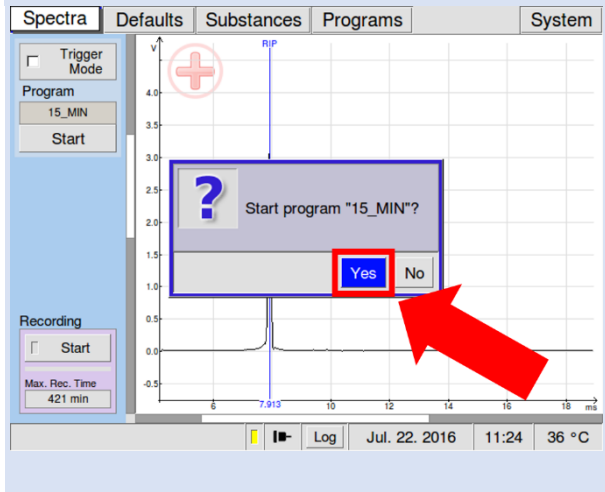 Spectra Defaults Substances Programs System
Trigger
Mode
Program
15_MIN
Start
V
RIP
4.0
3.5
3.0
2.5
2.0
1.5
1.0
0.5
0.0
-0.5
6 7.913 10 12 14 16 18 ms
?
Start program "15_MIN"?
Yes No
Recording
Start
Max. Rec. Time
421 min
Log Jul. 22. 2016 11:24 36 °C